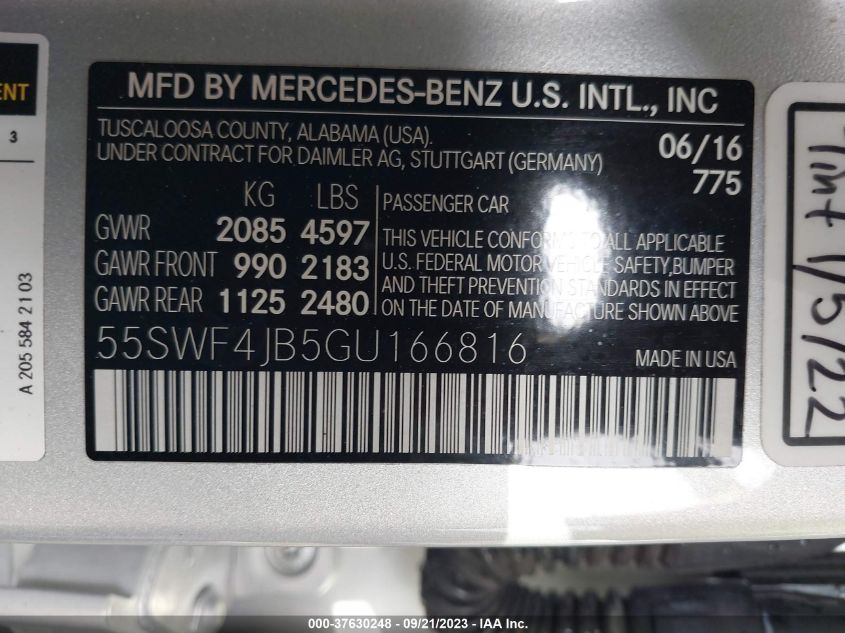 MFD BY MERCEDES-BENZ U.S. INTL., INC
TUSCALOOSA COUNTY, ALABAMA (USA).
UNDER CONTRACT FOR DAIMLER AG, STUTTGART (GERMANY)
06/16
775
KG LBS
GVWR 2085 4597
GAWR FRONT 990 2183
GAWR REAR 1125 2480
PASSENGER CAR
THIS VEHICLE CONFORMS TO ALL APPLICABLE
U.S. FEDERAL MOTOR VEHICLE SAFETY,BUMPER
AND THEFT PREVENTION STANDARDS IN EFFECT
ON THE DATE OF MANUFACTURE SHOWN ABOVE.
55SWF4JB5GU166816
MADE IN USA
3
A 205 584 21 03
Tint 1/5/22
000-37630248 - 09/21/2023 - IAAI.com